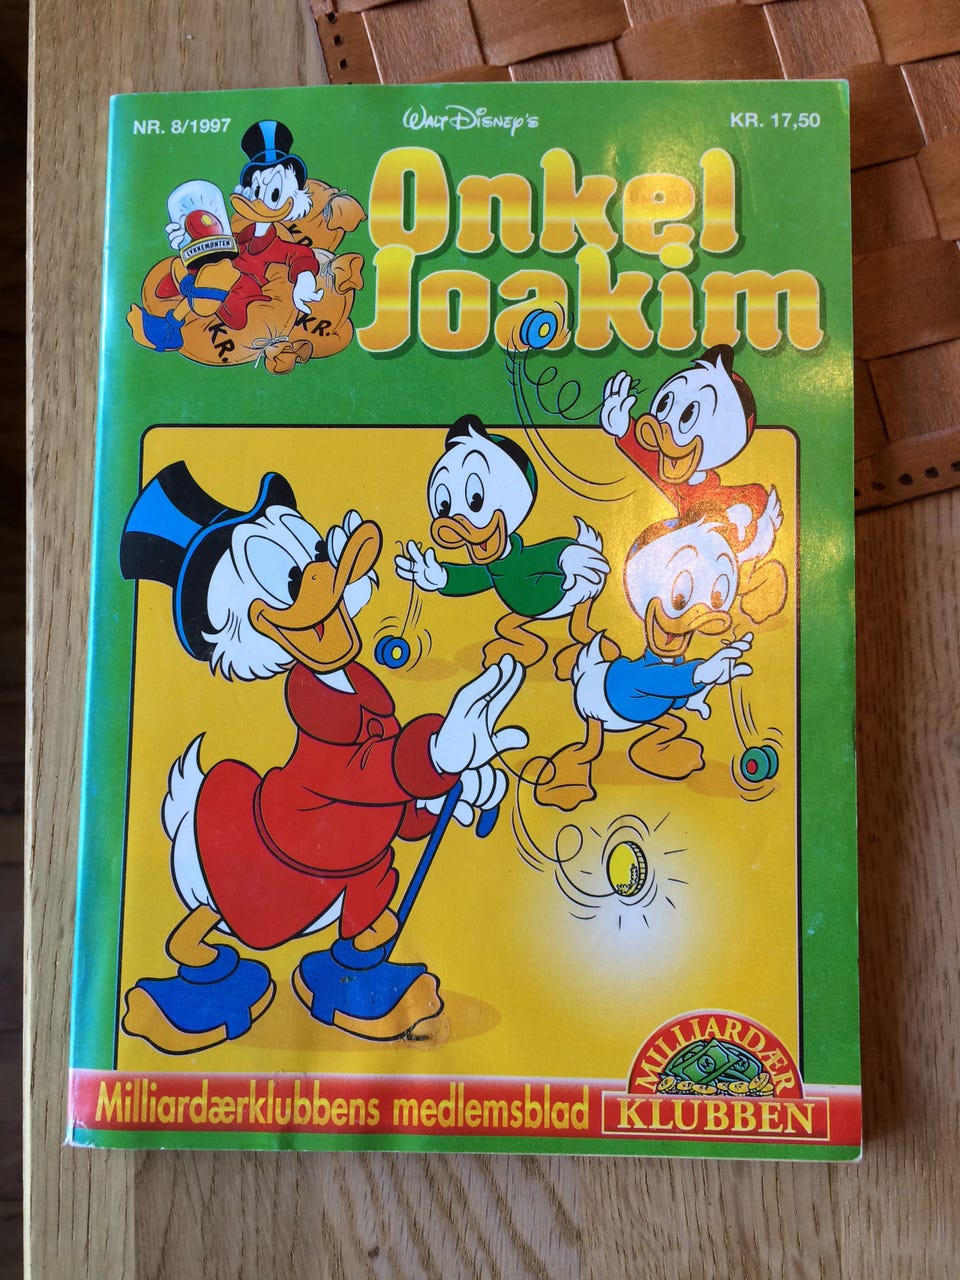 NR. 8/1997
WALT DISNEY'S
KR. 17,50
Onkel
Joakim
LYKKEMØNTEN
KR.
KR.
KR.
MILLIARDÆR
KLUBBEN
Milliardærklubbens medlemsblad